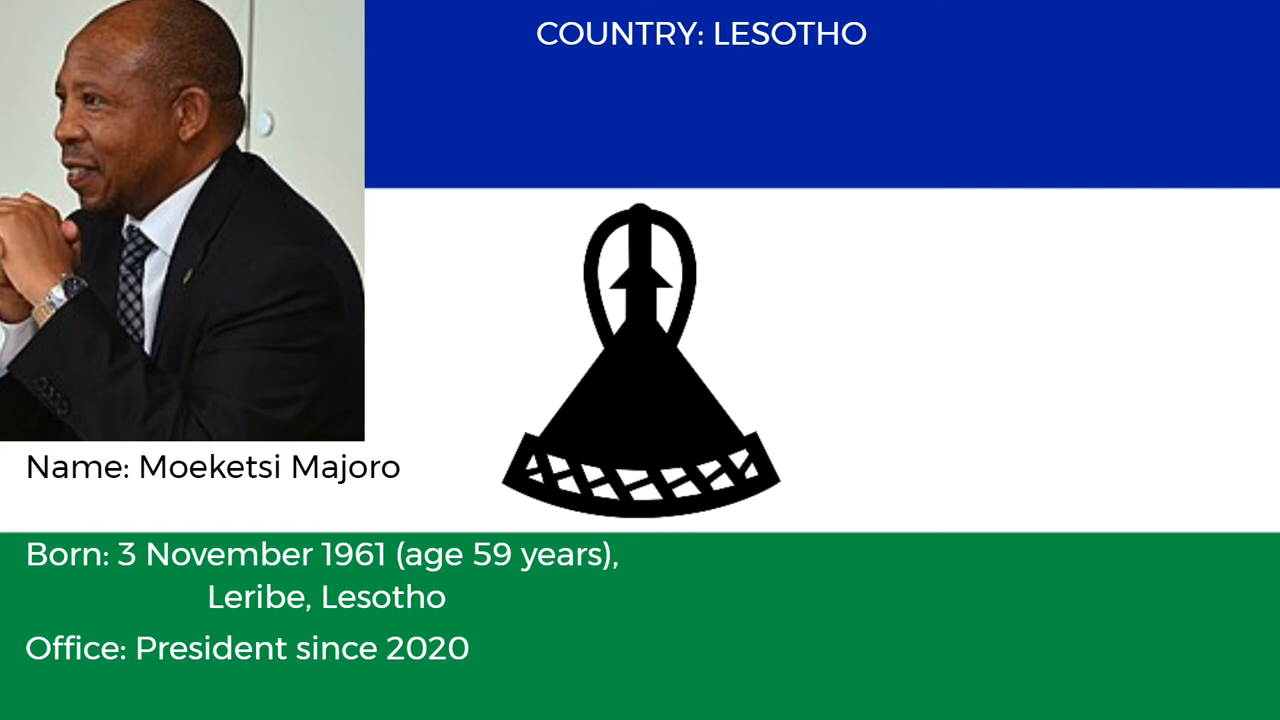 COUNTRY: LESOTHO
Name: Moeketsi Majoro
Born: 3 November 1961 (age 59 years),
Leribe, Lesotho
Office: President since 2020